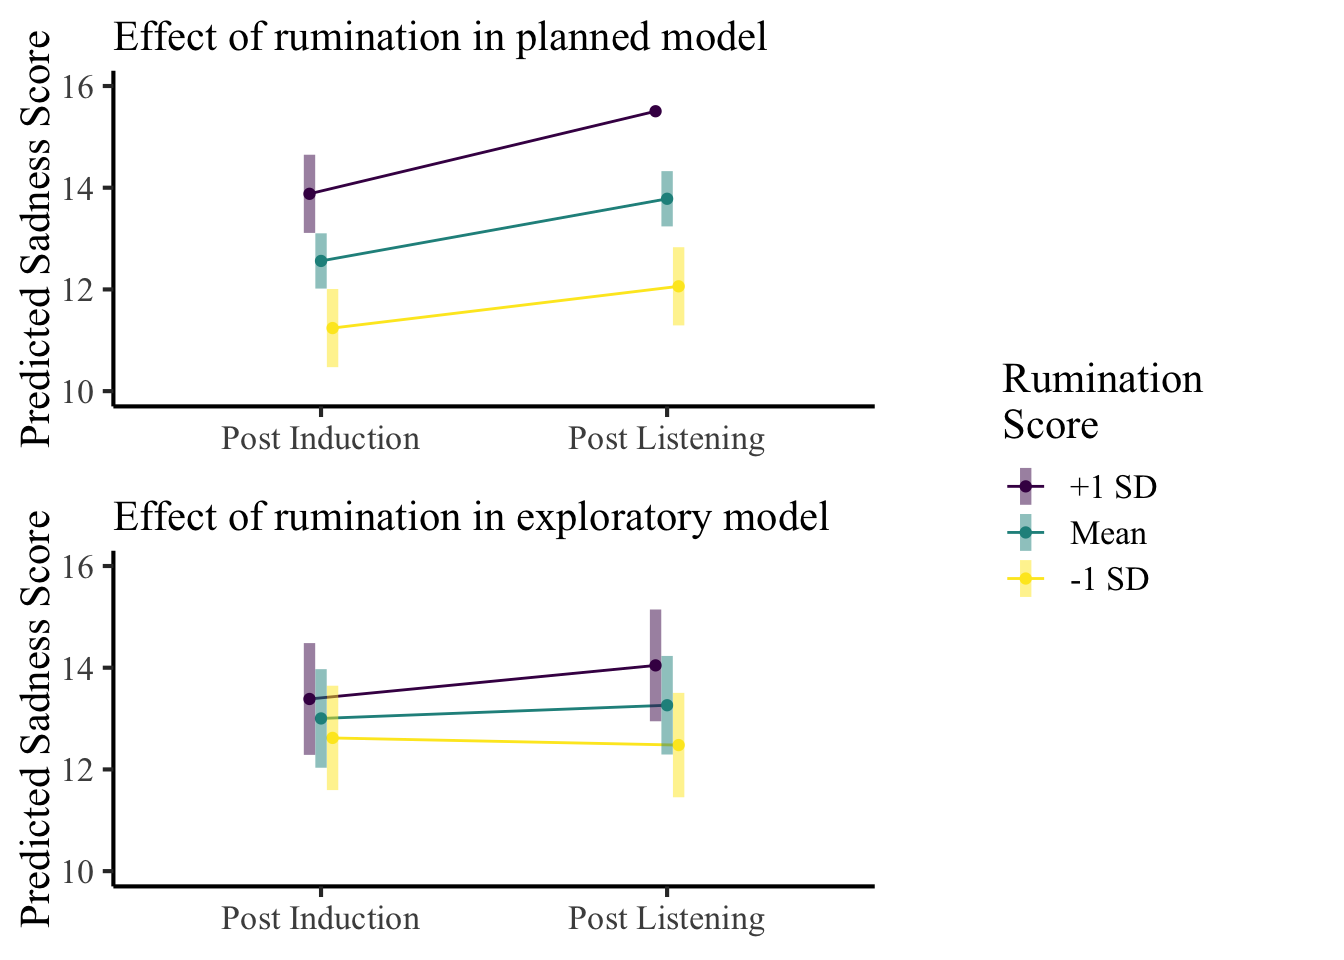 Effect of rumination in planned model
Predicted Sadness Score
16
14
12
10
Post Induction
Post Listening
Effect of rumination in exploratory model
Predicted Sadness Score
16
14
12
10
Post Induction
Post Listening
Rumination
Score
+1 SD
Mean
-1 SD